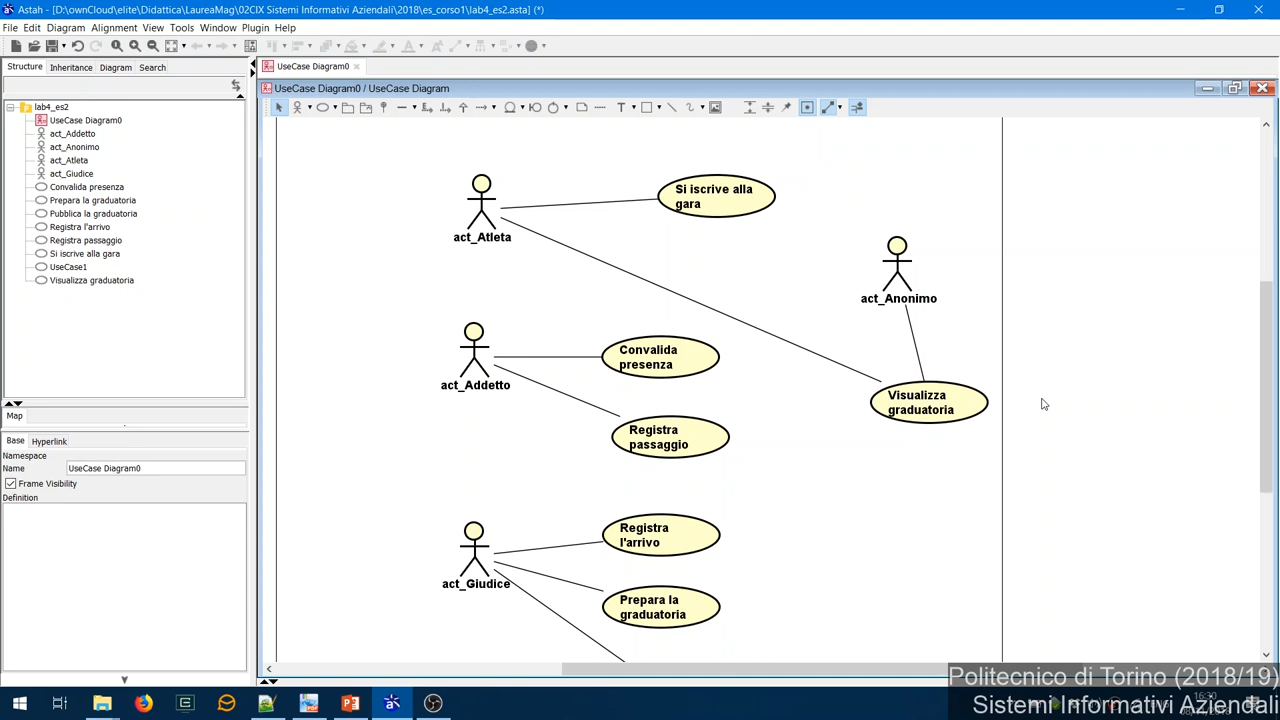 Astah - [D:\ownCloud\elite\Didattica\LaureaMag\02CIX Sistemi Informativi Aziendali\2018\es_corso1\lab4_es2.asta] (*)
File Edit Diagram Alignment View Tools Window Plugin Help
Structure Inheritance Diagram Search
UseCase Diagram0
UseCase Diagram0 / UseCase Diagram
lab4_es2
UseCase Diagram0
act_Addetto
act_Anonimo
act_Atleta
act_Giudice
Convalida presenza
Prepara la graduatoria
Pubblica la graduatoria
Registra l'arrivo
Registra passaggio
Si iscrive alla gara
UseCase1
Visualizza graduatoria
Map
Base Hyperlink
Namespace
Name UseCase Diagram0
Frame Visibility
Definition
act_Atleta
Si iscrive alla
gara
act_Anonimo
act_Addetto
Convalida
presenza
Visualizza
graduatoria
Registra
passaggio
act_Giudice
Registra
l'arrivo
Prepara la
graduatoria
Politecnico di Torino (2018/19)
Sistemi Informativi Aziendali
16:30